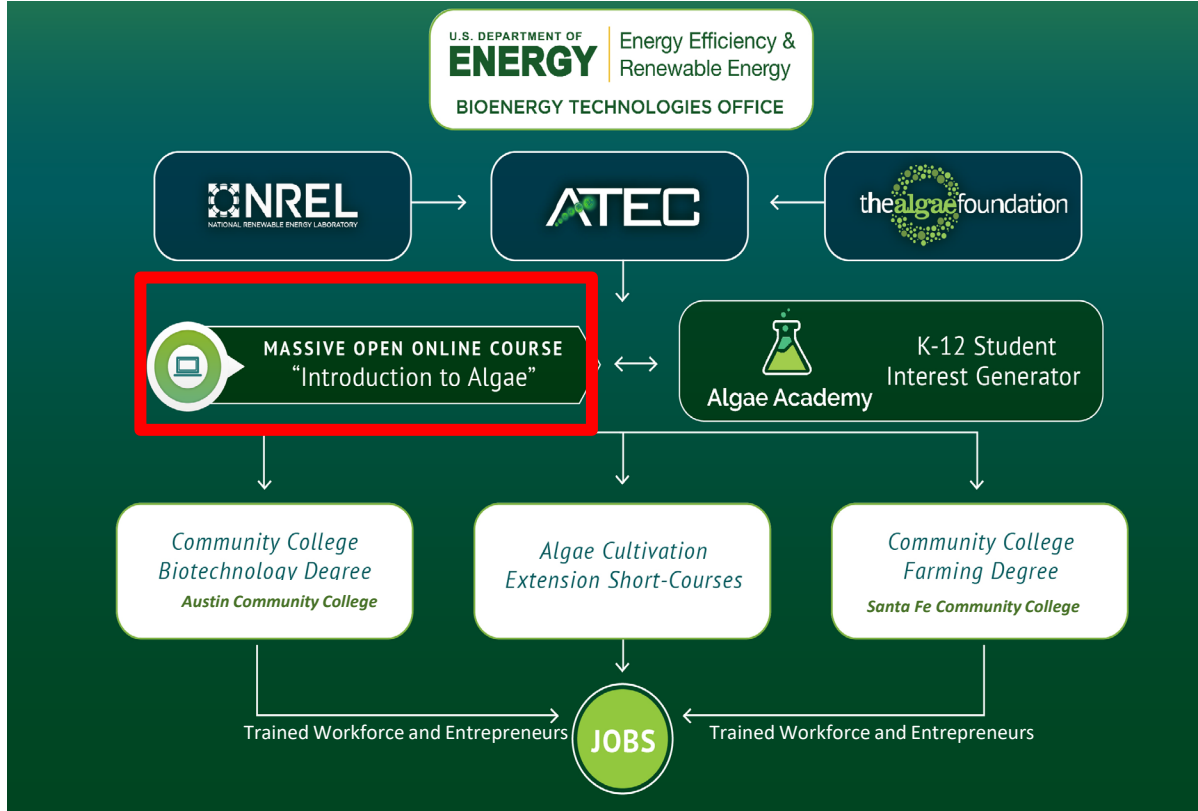 U.S. DEPARTMENT OF
ENERGY
Energy Efficiency &
Renewable Energy
BIOENERGY TECHNOLOGIES OFFICE
NREL
NATIONAL RENEWABLE ENERGY LABORATORY
ATEC
thealgaefoundation
MASSIVE OPEN ONLINE COURSE
“Introduction to Algae”
Algae Academy
K-12 Student
Interest Generator
Community College
Biotechnology Degree
Austin Community College
Algae Cultivation
Extension Short-Courses
Community College
Farming Degree
Santa Fe Community College
Trained Workforce and Entrepreneurs
JOBS
Trained Workforce and Entrepreneurs